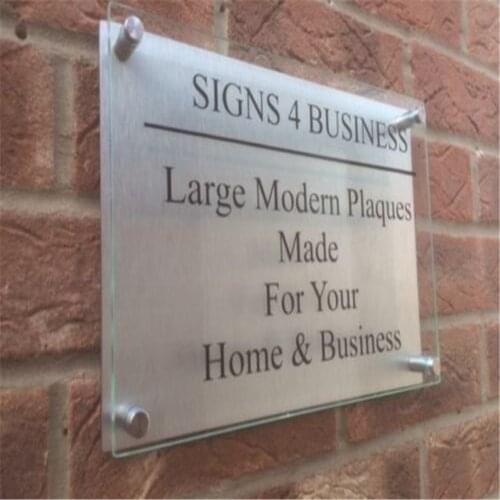 SIGNS 4 BUSINESS
Large Modern Plaques
Made
For Your
Home & Business